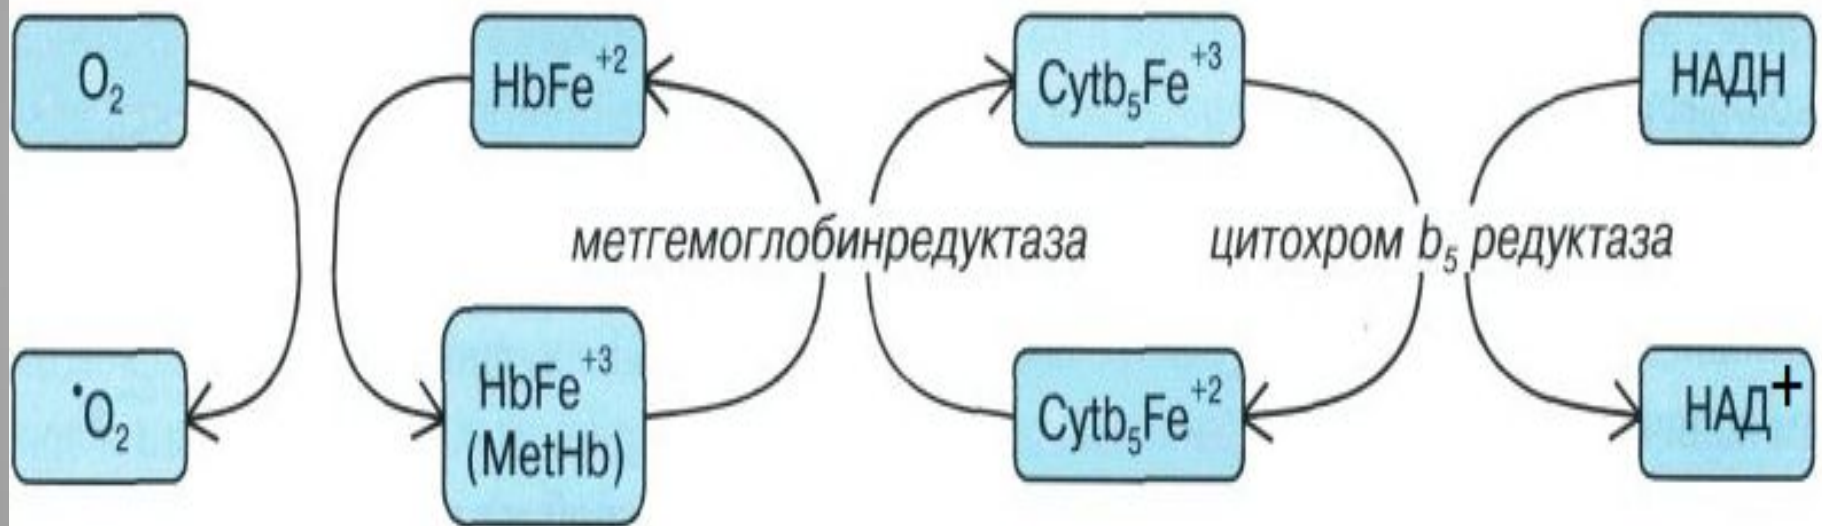 O₂
HbFe⁺²
Cytb₅Fe⁺³
НАДН
метгемоглобинредуктаза
цитохром b₅ редуктаза
•O₂
HbFe⁺³
(MetHb)
Cytb₅Fe⁺²
НАД⁺